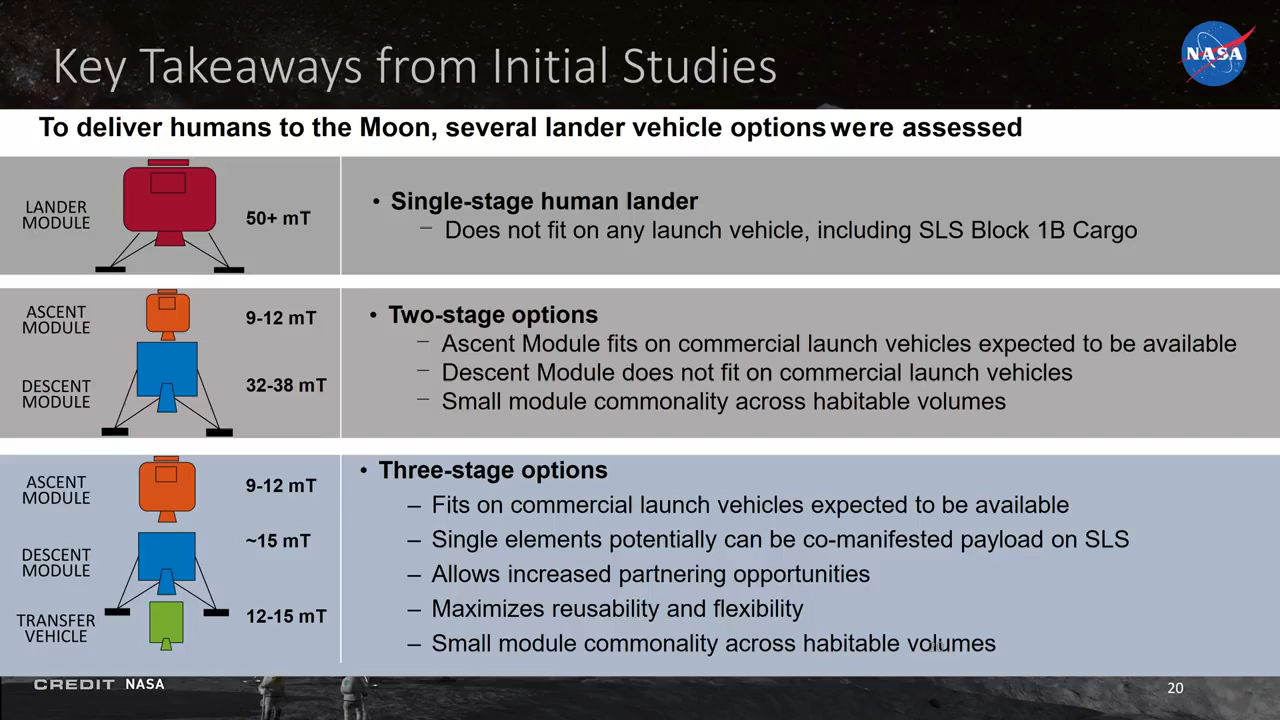 Key Takeaways from Initial Studies
NASA
To deliver humans to the Moon, several lander vehicle options were assessed
LANDER
MODULE
50+ mT
• Single-stage human lander
– Does not fit on any launch vehicle, including SLS Block 1B Cargo
ASCENT
MODULE
9-12 mT
DESCENT
MODULE
32-38 mT
• Two-stage options
– Ascent Module fits on commercial launch vehicles expected to be available
– Descent Module does not fit on commercial launch vehicles
– Small module commonality across habitable volumes
ASCENT
MODULE
9-12 mT
DESCENT
MODULE
~15 mT
TRANSFER
VEHICLE
12-15 mT
• Three-stage options
– Fits on commercial launch vehicles expected to be available
– Single elements potentially can be co-manifested payload on SLS
– Allows increased partnering opportunities
– Maximizes reusability and flexibility
– Small module commonality across habitable volumes
CREDIT NASA
20